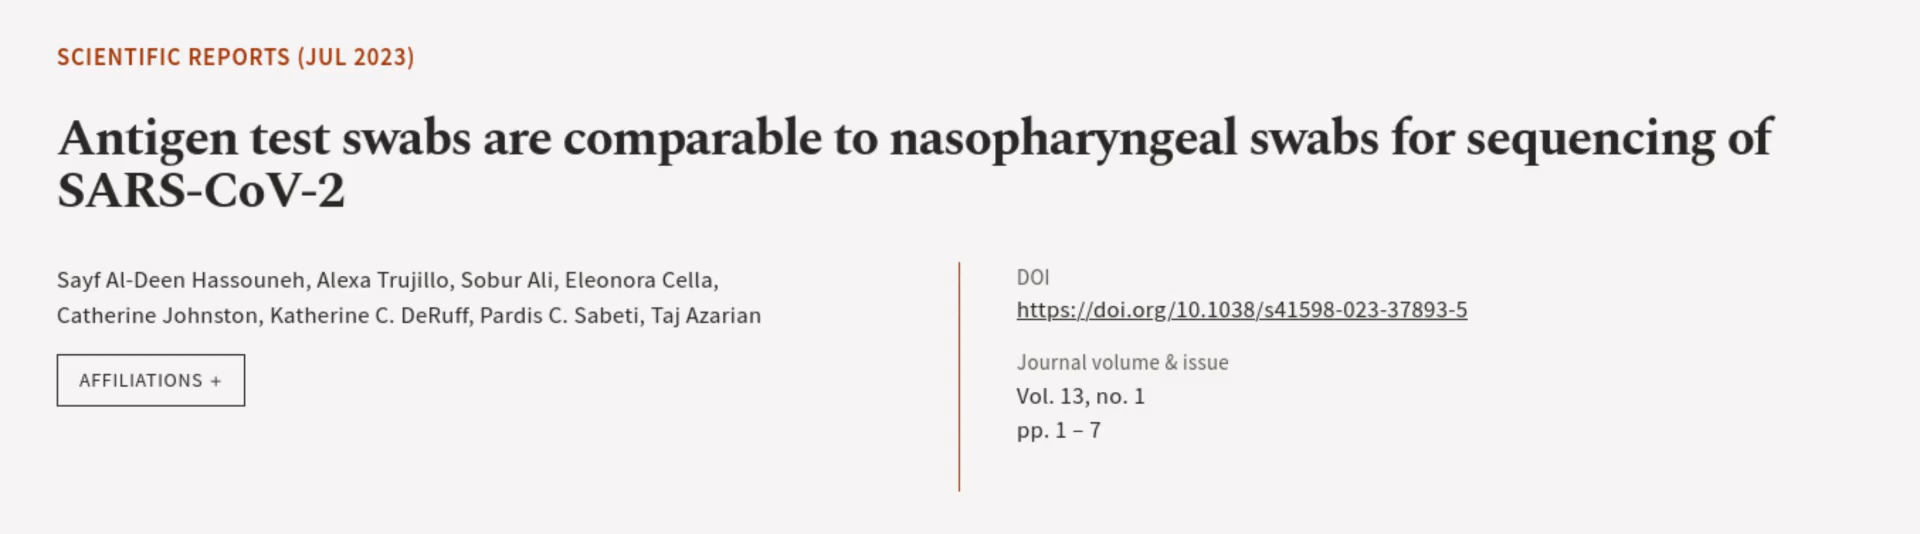 SCIENTIFIC REPORTS (JUL 2023)
Antigen test swabs are comparable to nasopharyngeal swabs for sequencing of
SARS-CoV-2
Sayf Al-Deen Hassouneh, Alexa Trujillo, Sobur Ali, Eleonora Cella,
Catherine Johnston, Katherine C. DeRuff, Pardis C. Sabeti, Taj Azarian
AFFILIATIONS +
DOI
https://doi.org/10.1038/s41598-023-37893-5
Journal volume & issue
Vol. 13, no. 1
pp. 1 – 7